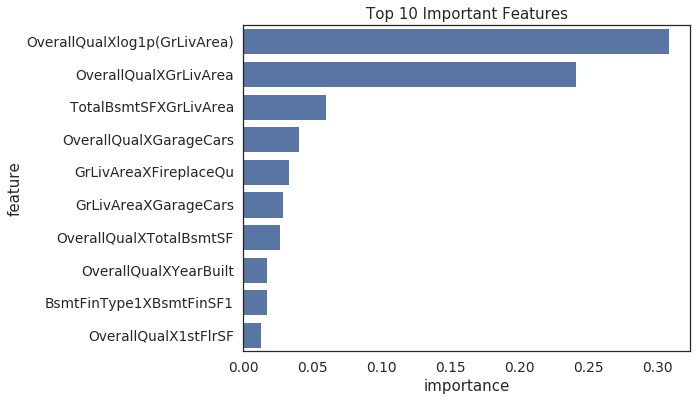 Top 10 Important Features
feature
OverallQualXlog1p(GrLivArea)
OverallQualXGrLivArea
TotalBsmtSFXGrLivArea
OverallQualXGarageCars
GrLivAreaXFireplaceQu
GrLivAreaXGarageCars
OverallQualXTotalBsmtSF
OverallQualXYearBuilt
BsmtFinType1XBsmtFinSF1
OverallQualX1stFlrSF
0.00 0.05 0.10 0.15 0.20 0.25 0.30
importance